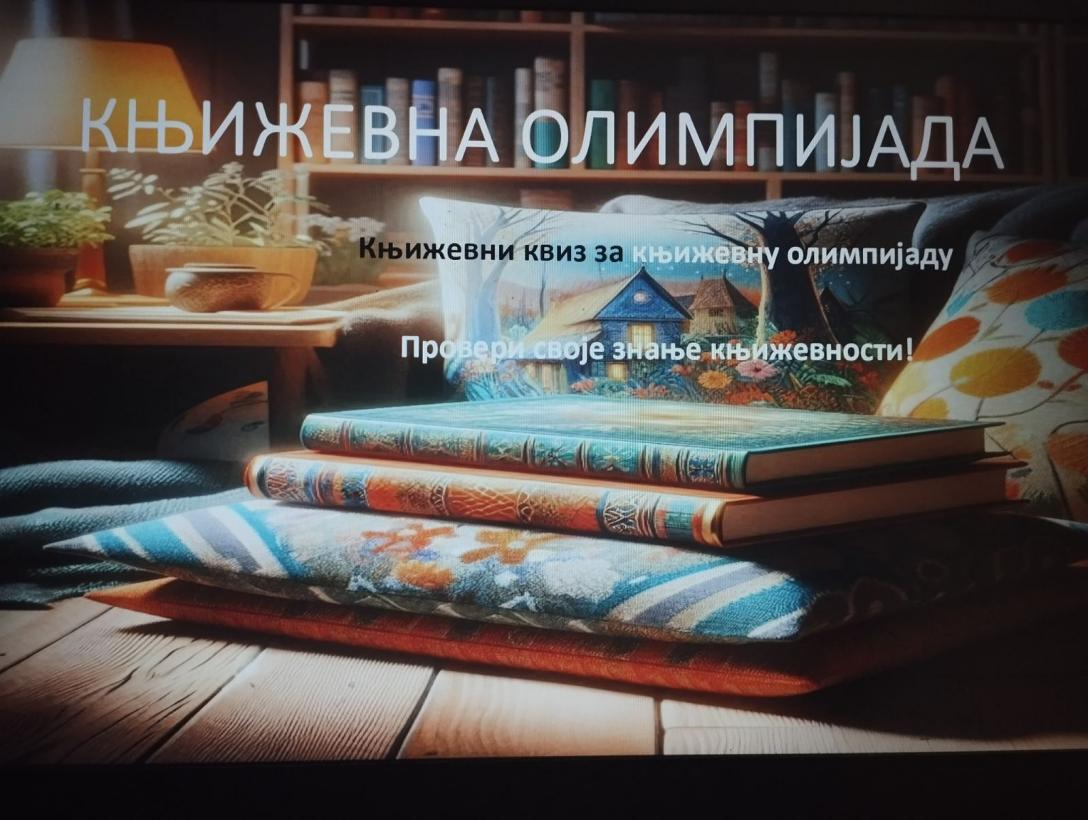 КЊИЖЕВНА ОЛИМПИЈАДА
Књижевни квиз за књижевну олимпијаду
Провери своје знање књижевности!